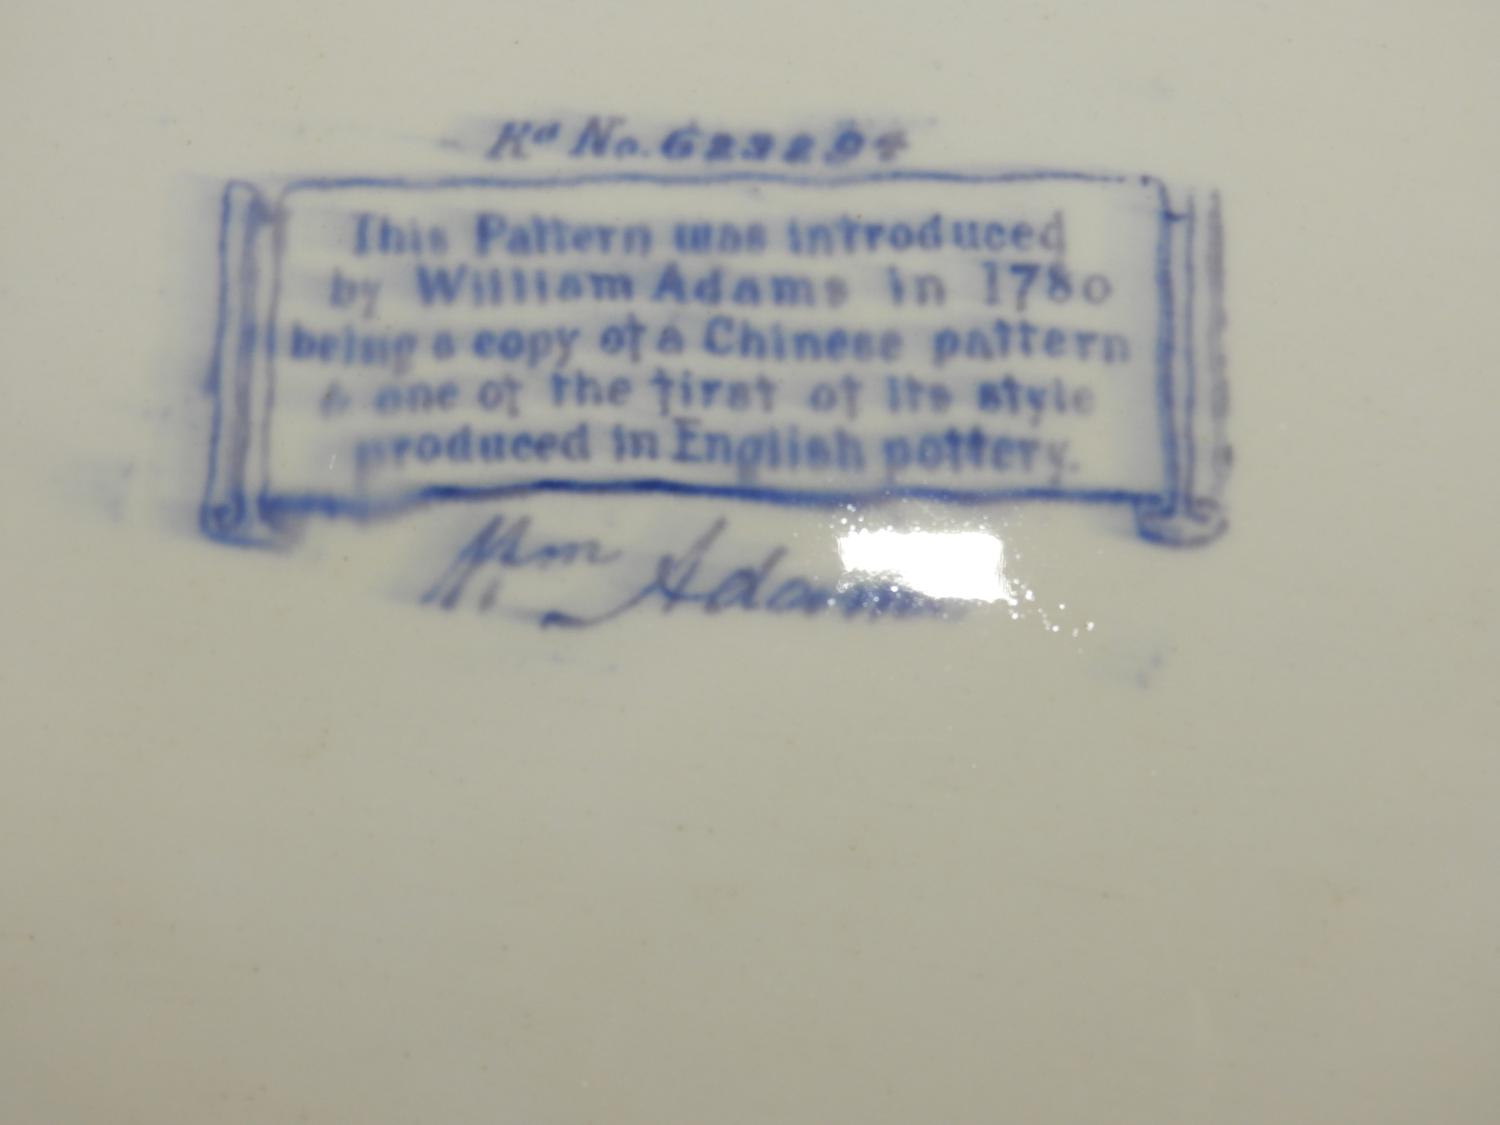 Rd No. 623294
This Pattern was introduced
by William Adams in 1780
being a copy of a Chinese pattern
& one of the first of its style
produced in English pottery.
Wm Adams